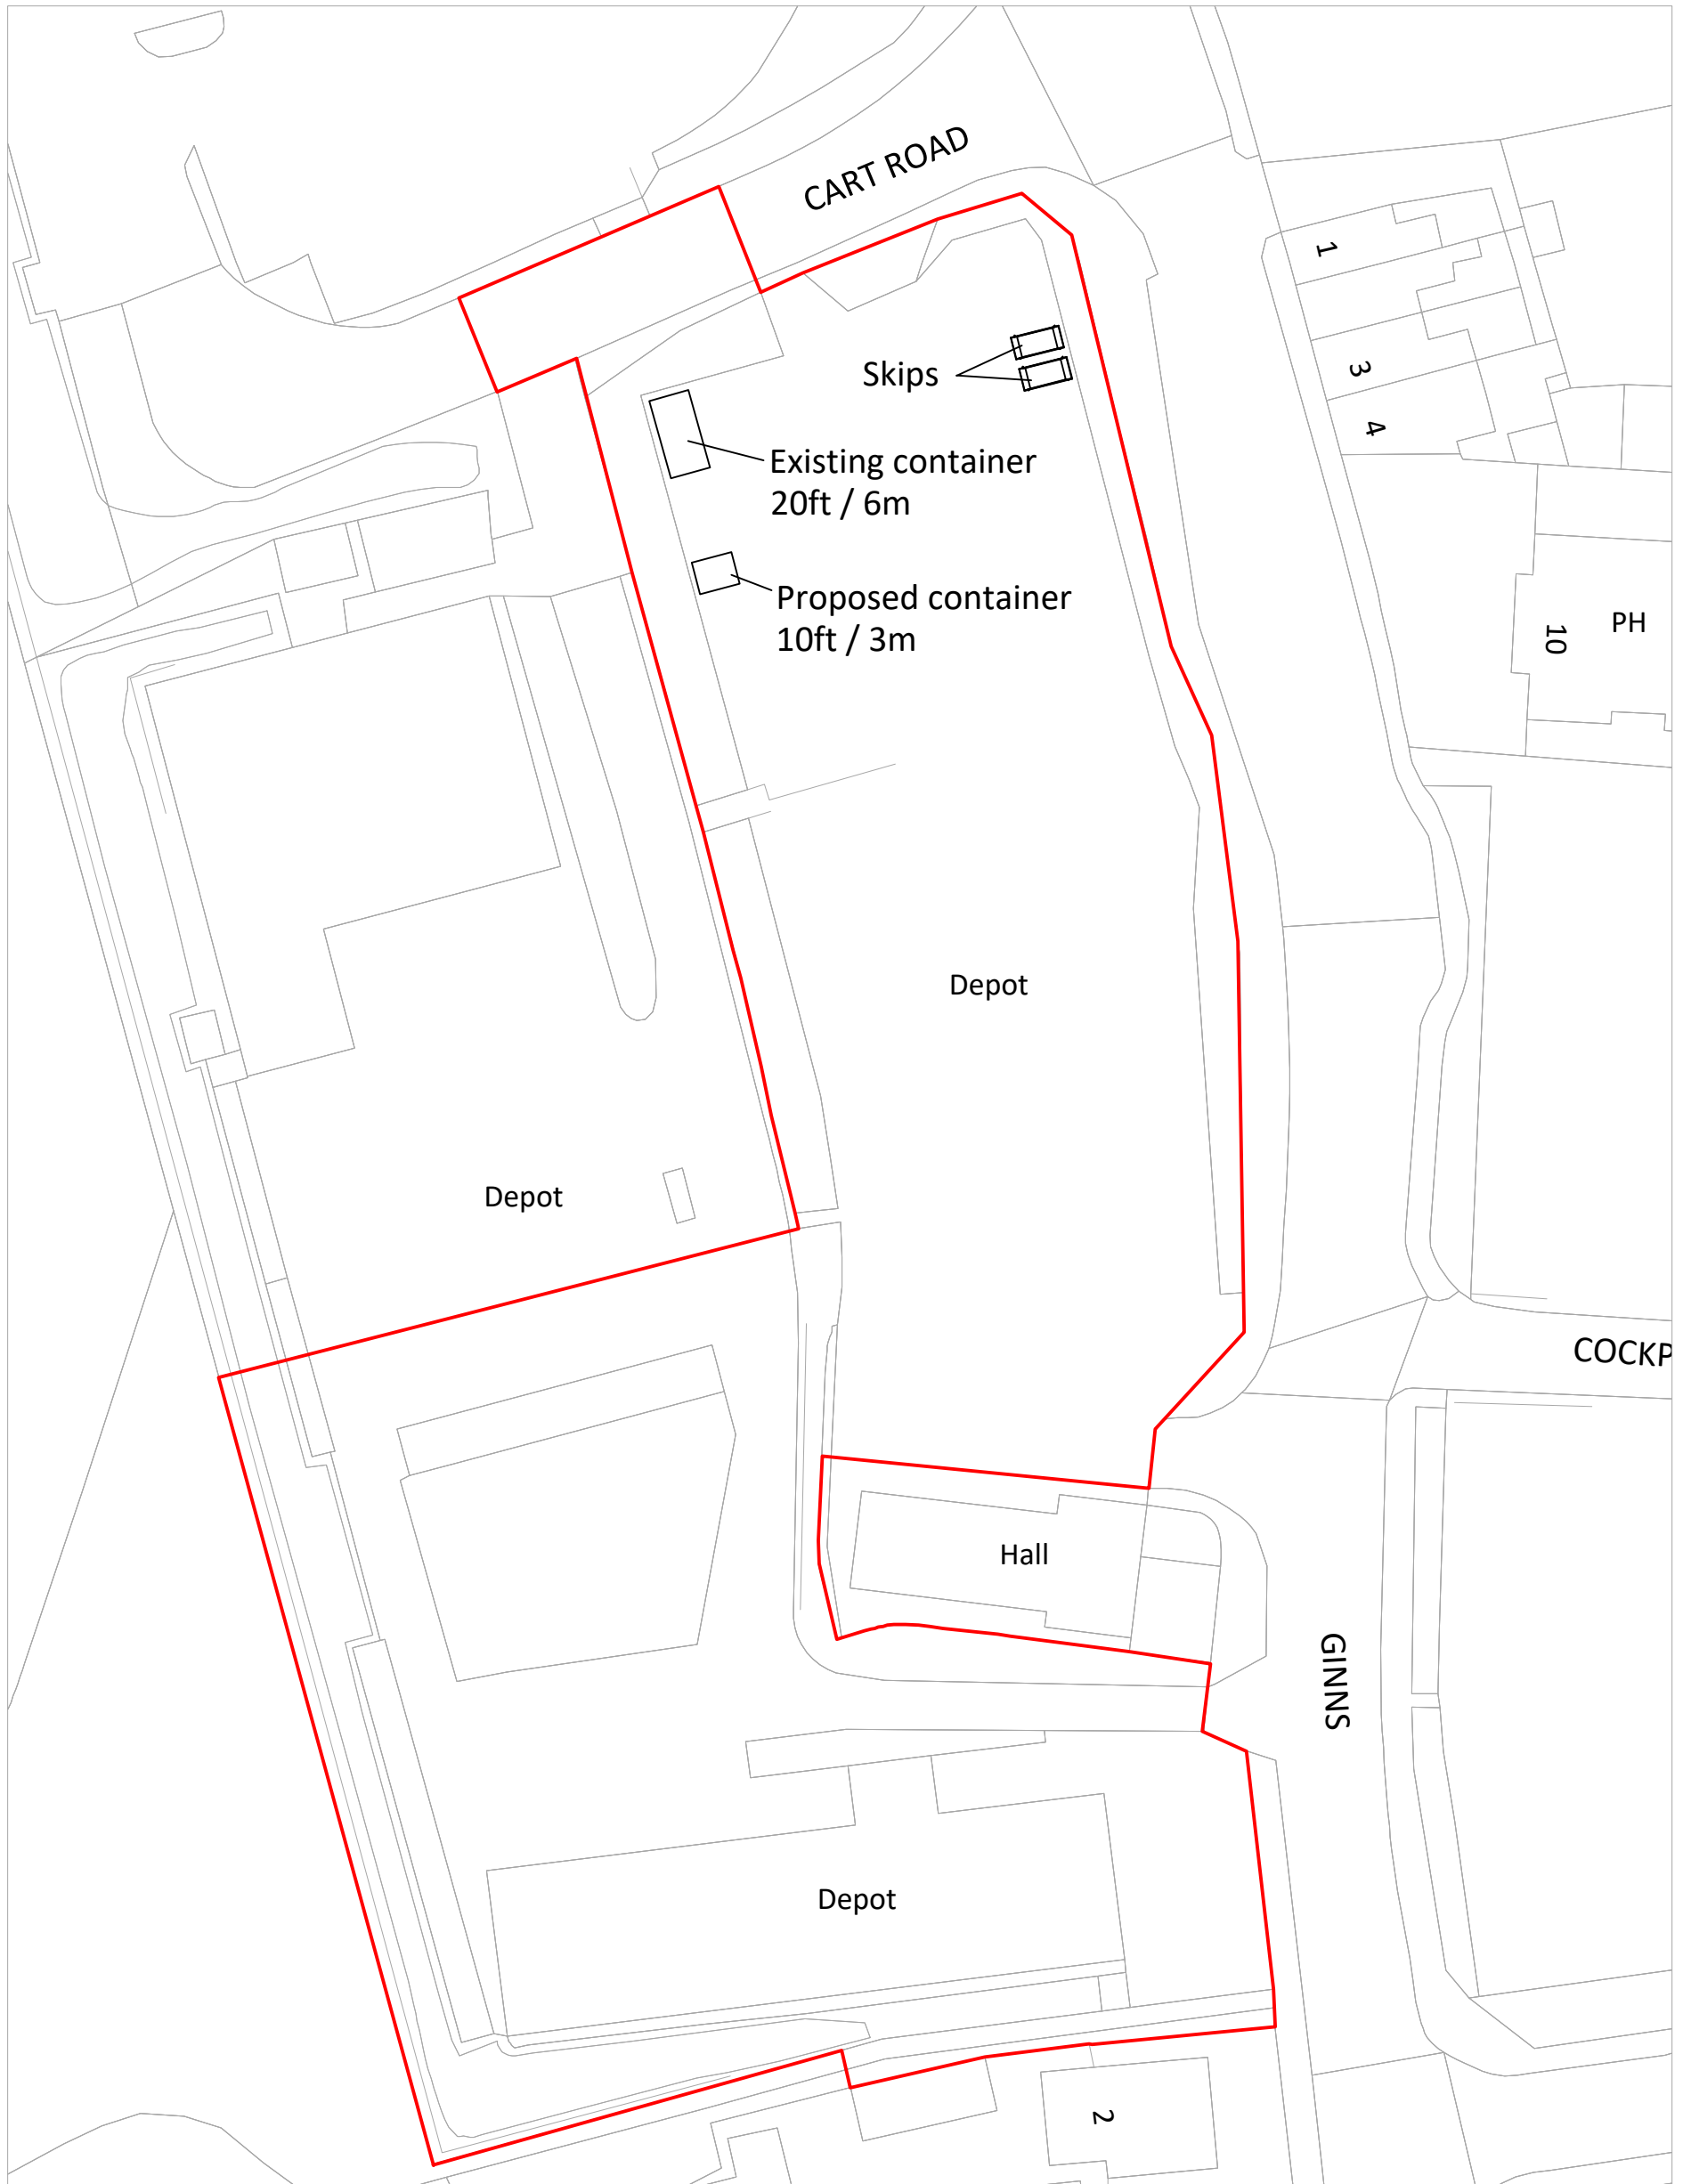 CART ROAD
1
Skips
3
4
Existing container
20ft / 6m
Proposed container
10ft / 3m
10
PH
Depot
Depot
COCKP
Hall
GINNS
Depot
2